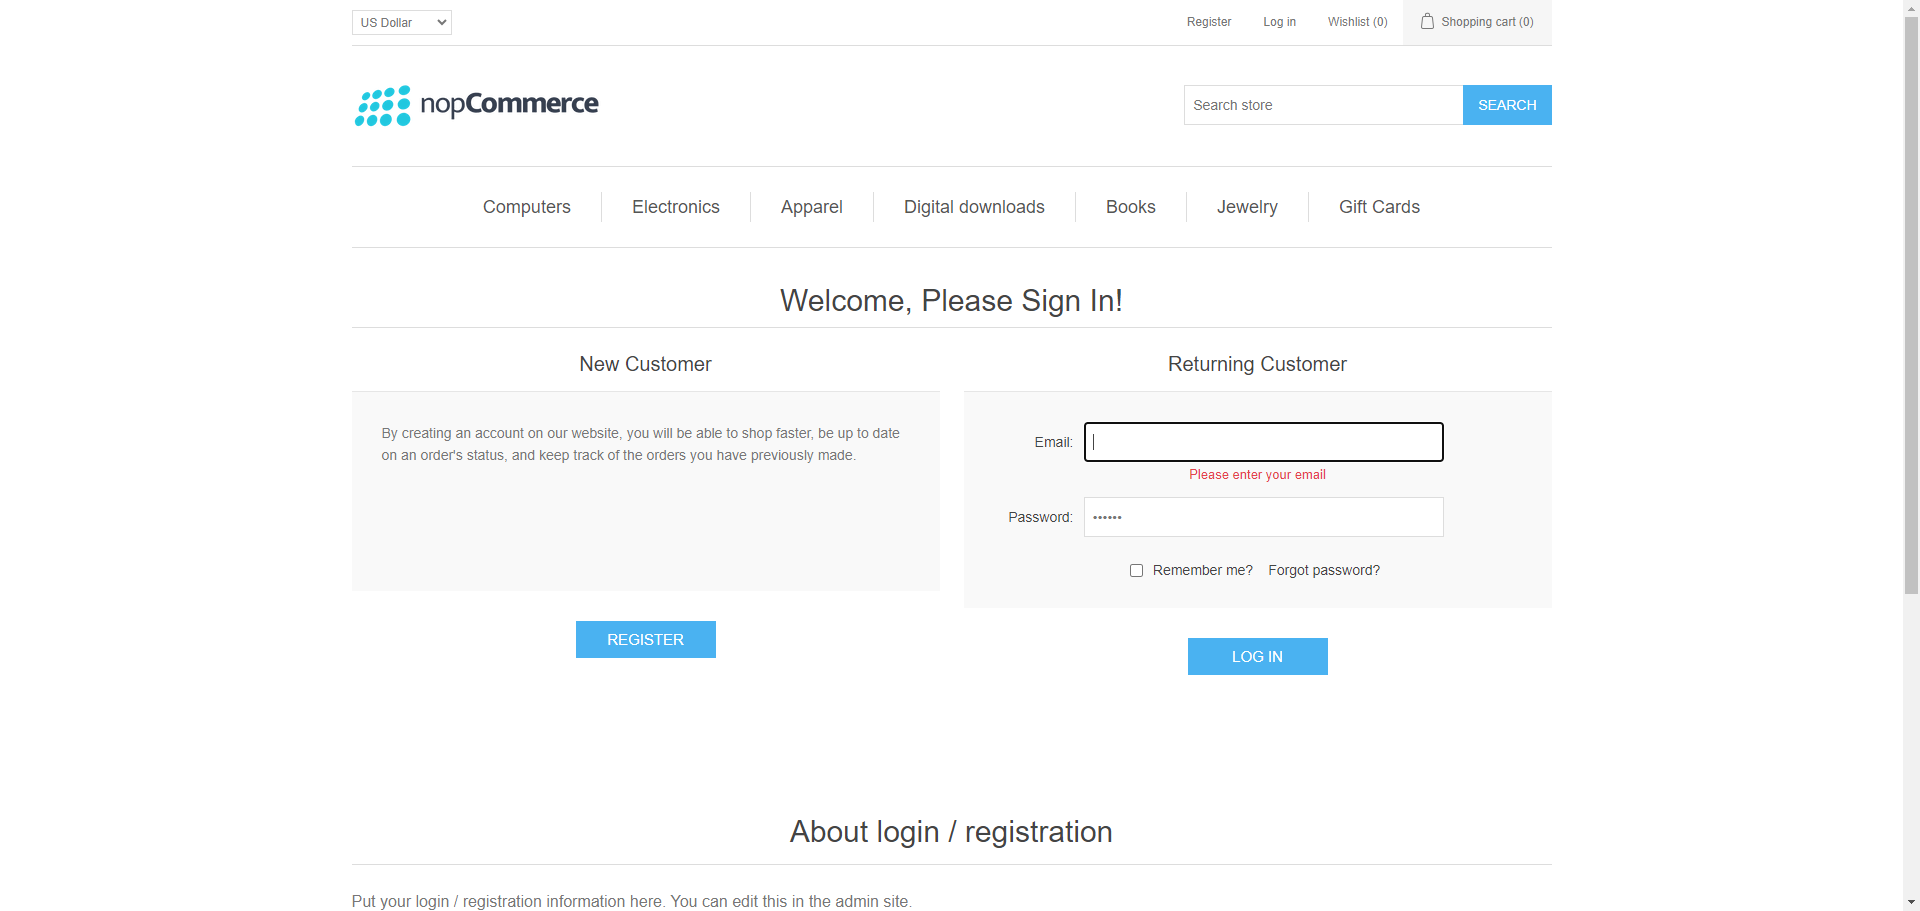 US Dollar
Register
Log in
Wishlist (0)
Shopping cart (0)
nopCommerce
Search store
SEARCH
Computers
Electronics
Apparel
Digital downloads
Books
Jewelry
Gift Cards
Welcome, Please Sign In!
New Customer
By creating an account on our website, you will be able to shop faster, be up to date
on an order's status, and keep track of the orders you have previously made.
REGISTER
Returning Customer
Email:
Please enter your email
Password: ••••••
Remember me? Forgot password?
LOG IN
About login / registration
Put your login / registration information here. You can edit this in the admin site.